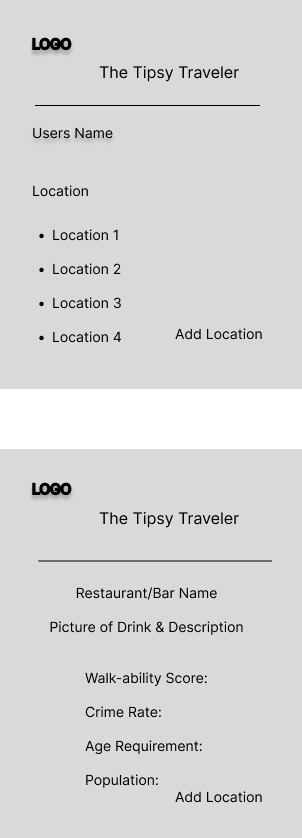 LOGO
The Tipsy Traveler
Users Name
Location
• Location 1
• Location 2
• Location 3
• Location 4
Add Location
LOGO
The Tipsy Traveler
Restaurant/Bar Name
Picture of Drink & Description
Walk-ability Score:
Crime Rate:
Age Requirement:
Population:
Add Location